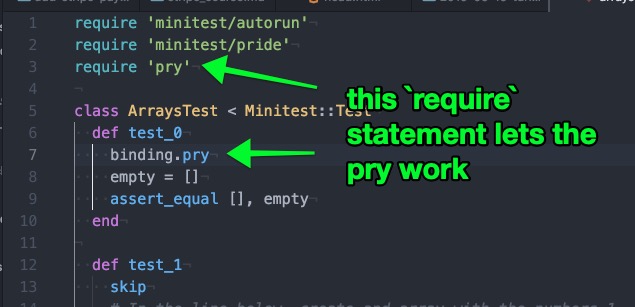 1 require 'minitest/autorun'
2 require 'minitest/pride'
3 require 'pry'
4
5 class ArraysTest < Minitest::Test
6 def test_0
7 binding.pry
8 empty = []
9 assert_equal [], empty
10 end
11
12 def test_1
13 skip
this `require`
statement lets the
pry work